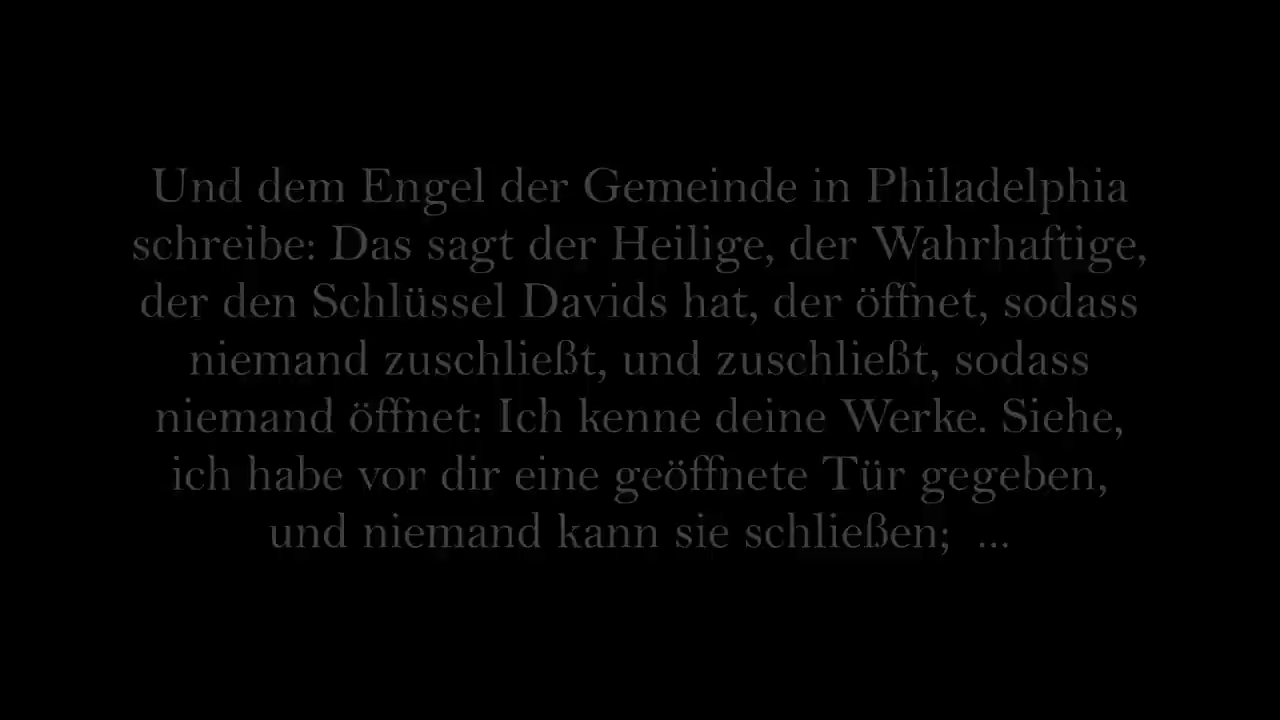 Und dem Engel der Gemeinde in Philadelphia
schreibe: Das sagt der Heilige, der Wahrhaftige,
der den Schlüssel Davids hat, der öffnet, sodass
niemand zuschließt, und zuschließt, sodass
niemand öffnet: Ich kenne deine Werke. Siehe,
ich habe vor dir eine geöffnete Tür gegeben,
und niemand kann sie schließen;  ...